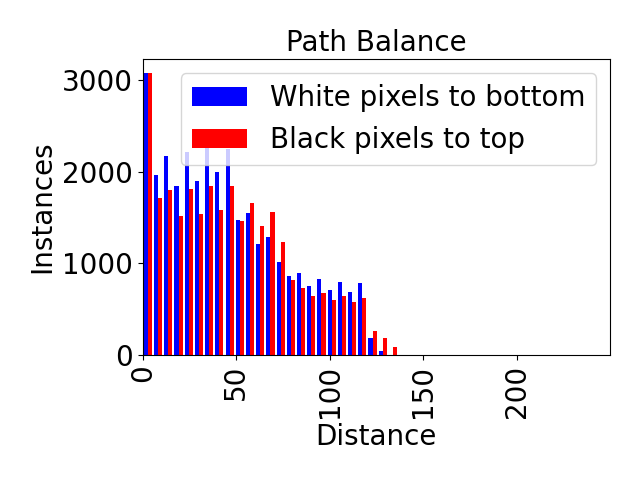 Path Balance
White pixels to bottom
Black pixels to top
Instances
3000
2000
1000
0
0
50
100
150
200
Distance